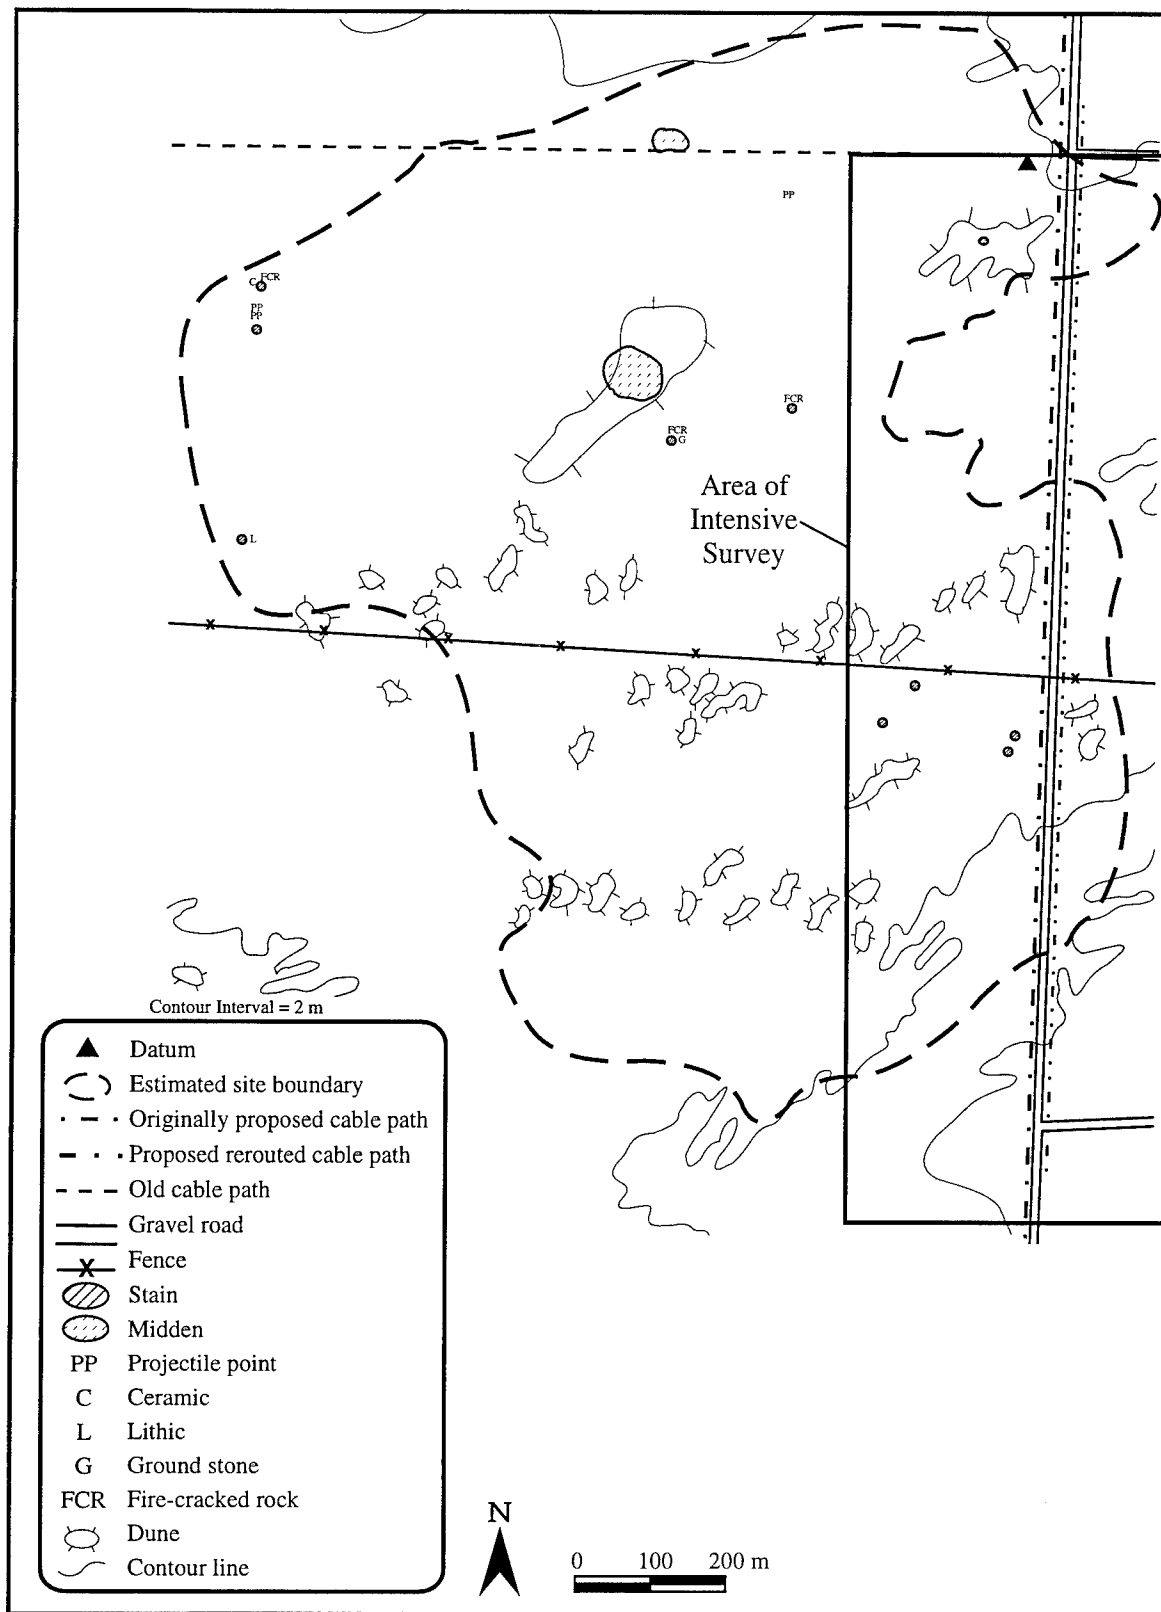 PP
FCR
C
PP
PP
FCR
FCR
G
Area of
Intensive
Survey
L
X X X X X X X X
Contour Interval = 2 m
Datum
Estimated site boundary
Originally proposed cable path
Proposed rerouted cable path
Old cable path
Gravel road
X Fence
Stain
Midden
PP Projectile point
C Ceramic
L Lithic
G Ground stone
FCR Fire-cracked rock
Dune
Contour line
N
0 100 200 m